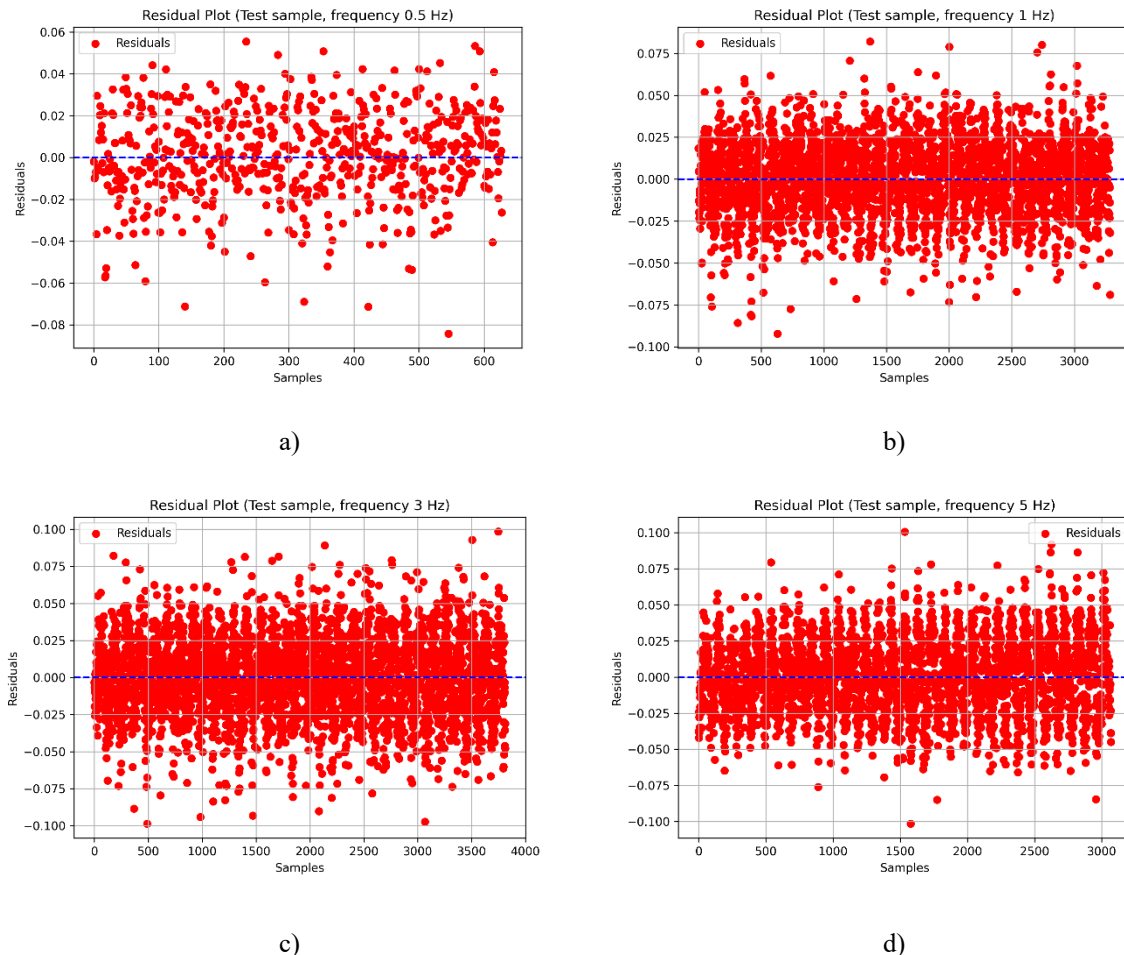 Residual Plot (Test sample, frequency 0.5 Hz)
Residuals
0.06
0.04
0.02
0.00
−0.02
−0.04
−0.06
−0.08
Residuals
0 100 200 300 400 500 600
Samples
a)
Residual Plot (Test sample, frequency 1 Hz)
Residuals
0.075
0.050
0.025
0.000
−0.025
−0.050
−0.075
−0.100
Residuals
0 500 1000 1500 2000 2500 3000
Samples
b)
Residual Plot (Test sample, frequency 3 Hz)
Residuals
0.100
0.075
0.050
0.025
0.000
−0.025
−0.050
−0.075
−0.100
Residuals
0 500 1000 1500 2000 2500 3000 3500 4000
Samples
c)
Residual Plot (Test sample, frequency 5 Hz)
Residuals
0.100
0.075
0.050
0.025
0.000
−0.025
−0.050
−0.075
−0.100
Residuals
0 500 1000 1500 2000 2500 3000
Samples
d)